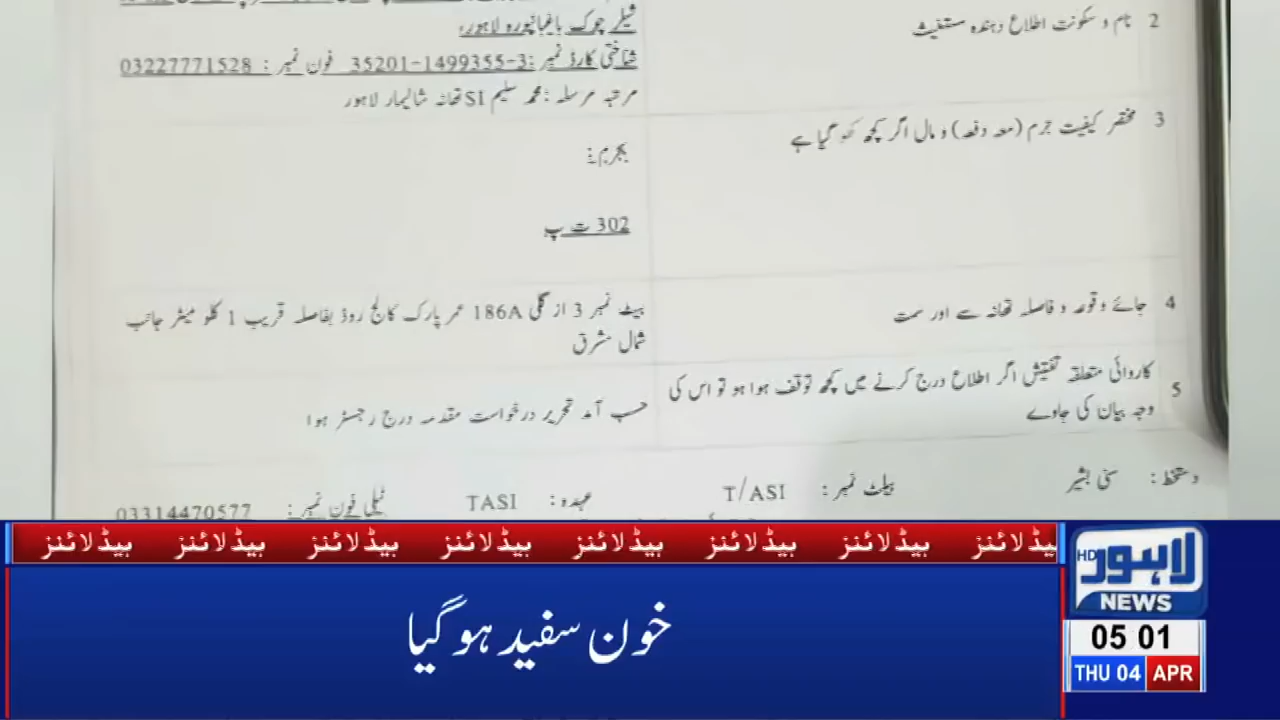 شیلر چوک باغبانپورہ لاہور،
2 نام و سکونت اطلاع دہندہ مستغیث
شناختی کارڈ نمبر :3-1499355-35201 فون نمبر : 03227771528
مرتبہ مرسلہ : محمد سلیم SI تھانہ شالیمار لاہور
3 مختصر کیفیت جرم (معہ دفعہ) و مال اگر کچھ کھو گیا ہے
بجرم:
302 ت پ
4 جائے وقوعہ و فاصلہ تھانہ سے اور سمت
بیٹ نمبر 3 از گلی 186A عمر پارک کالج روڈ بفاصلہ قریب 1 کلو میٹر جانب
شمال مشرق
5 کاروائی متعلقہ تفتیش اگر اطلاع درج کرنے میں کچھ توقف ہوا ہو تو اس کی
وجہ بیان کی جاوے
حسب آمد تحریر درخواست مقدمہ درج رجسٹر ہوا
دستخط: سنی بشیر بیلٹ نمبر: T/ASI عہدہ: TASI ٹیلی فون نمبر: 03314470577
ہیڈلائنز ہیڈلائنز ہیڈلائنز ہیڈلائنز ہیڈلائنز ہیڈلائنز ہیڈلائنز ہیڈلائنز
خون سفید ہوگیا
لاہور HD
NEWS
05 01
THU 04 APR